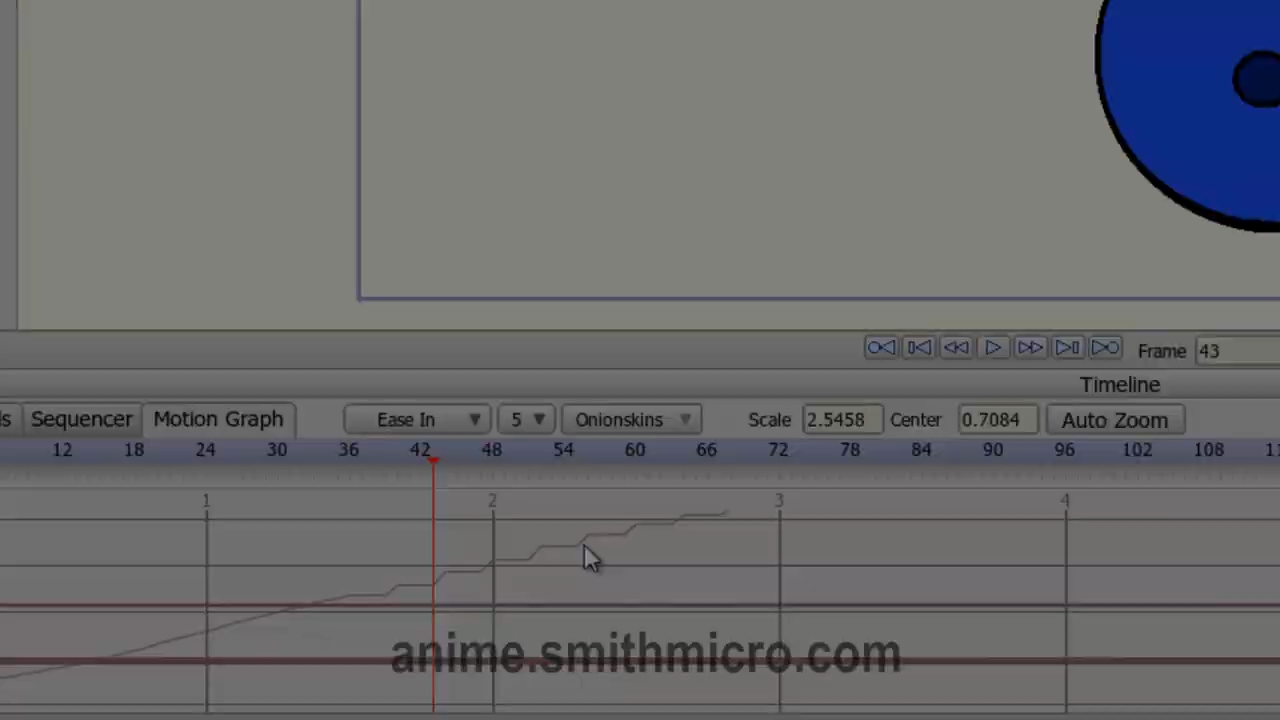 Frame 43
Timeline
ls Sequencer Motion Graph Ease In 5 Onionskins Scale 2.5458 Center 0.7084 Auto Zoom
12 18 24 30 36 42 48 54 60 66 72 78 84 90 96 102 108 11
1 2 3 4
anime.smithmicro.com